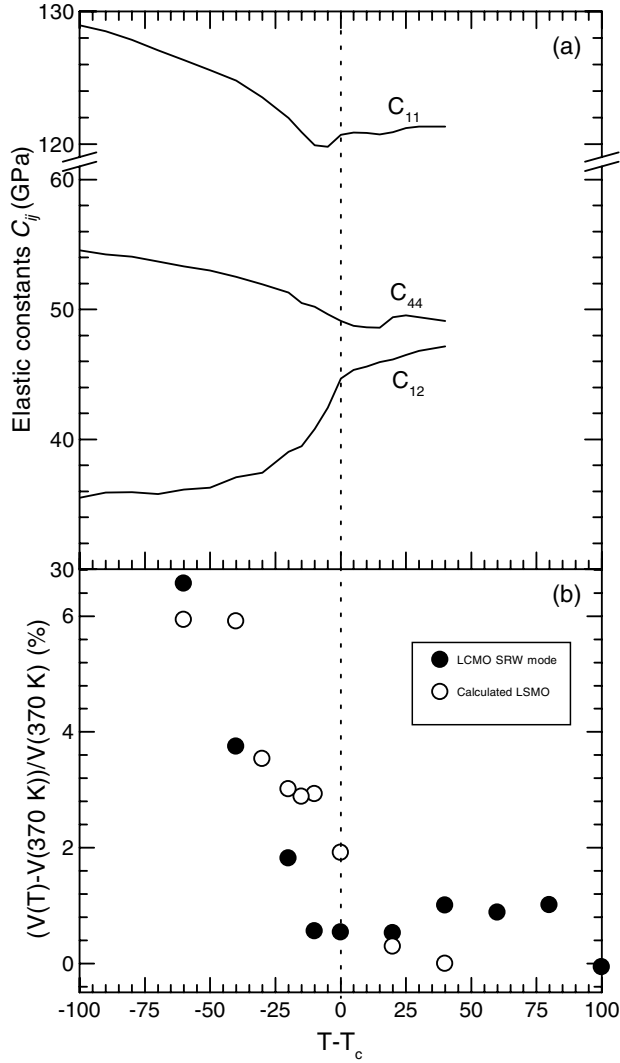 130
(a)
C11
120
Elastic constants Cij (GPa)
60
C44
50
C12
40
30
(b)
6
LCMO SRW mode
Calculated LSMO
(V(T)-V(370 K))/V(370 K) (%)
4
2
0
-100 -75 -50 -25 0 25 50 75 100
T-Tc